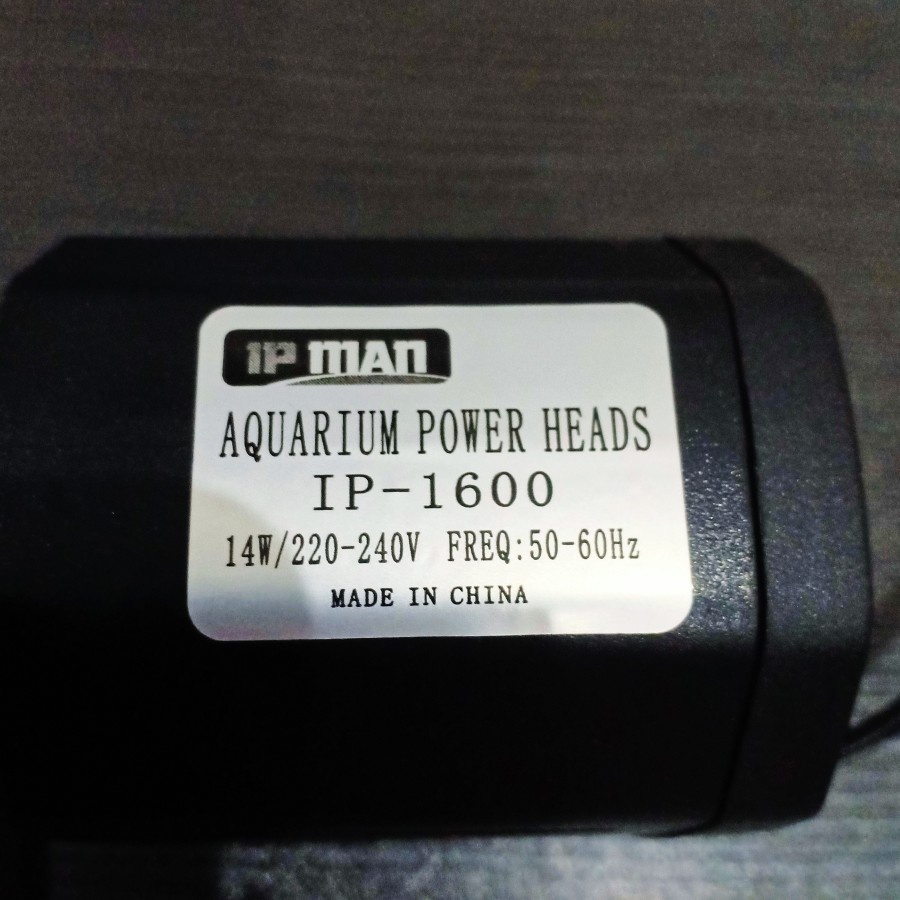 IP MAN
AQUARIUM POWER HEADS
IP-1600
14W/220-240V FREQ:50-60Hz
MADE IN CHINA